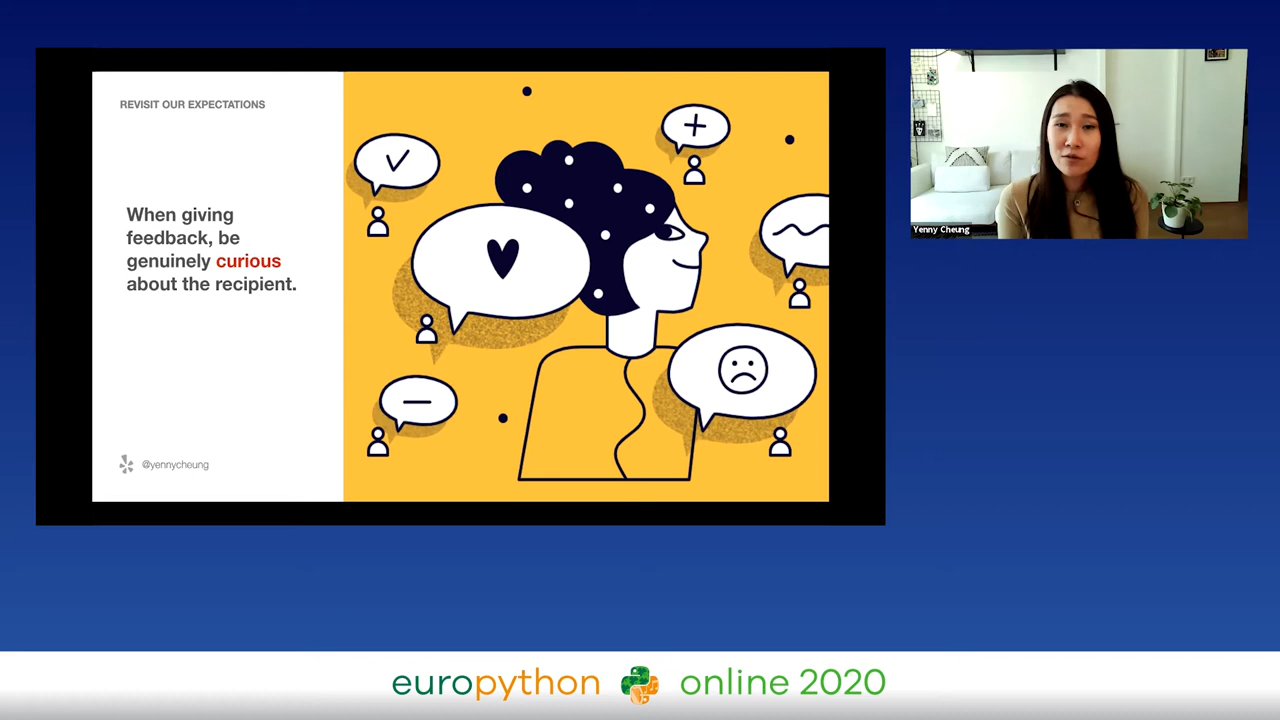 REVISIT OUR EXPECTATIONS
When giving
feedback, be
genuinely curious
about the recipient.
@yennycheung
Yenny Cheung
europython online 2020